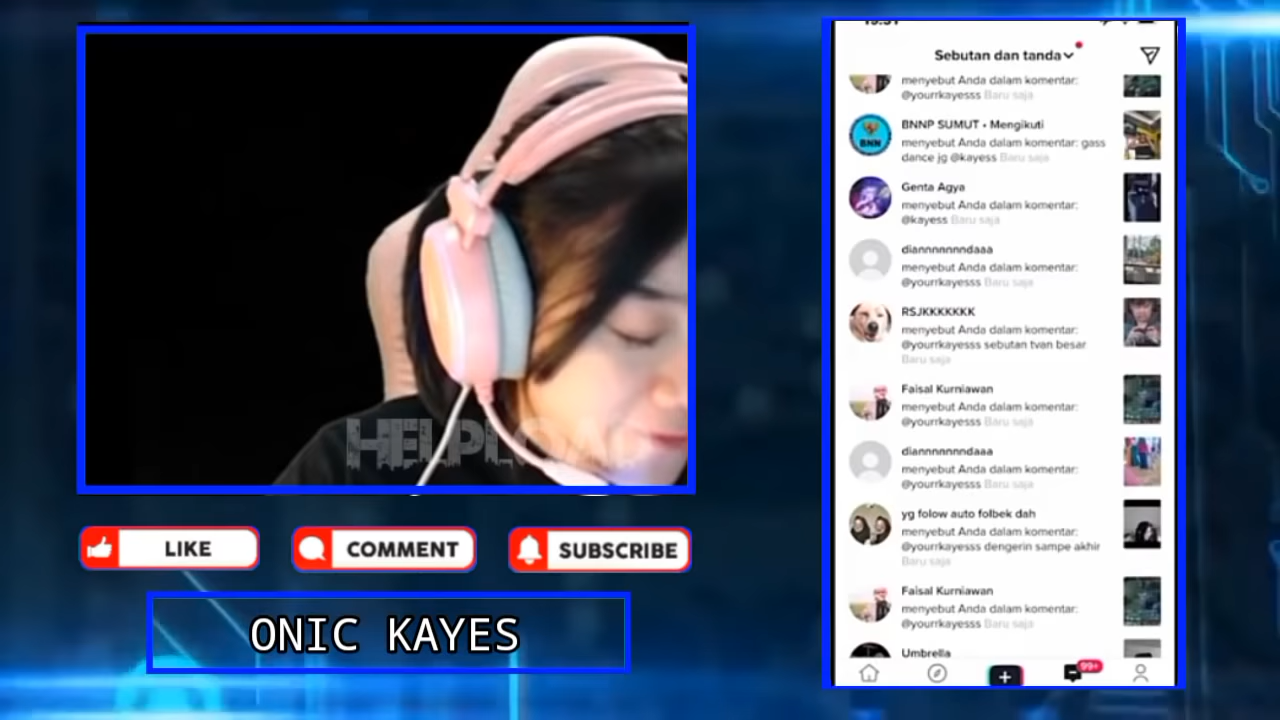 HELPLOAD
LIKE
COMMENT
SUBSCRIBE
ONIC KAYES
Sebutan dan tanda
menyebut Anda dalam komentar:
@yourrkayesss Baru saja
BNNP SUMUT • Mengikuti
menyebut Anda dalam komentar: gass
dance jg @kayess Baru saja
BNN
Genta Agya
menyebut Anda dalam komentar:
@kayess Baru saja
diannnnnnndaaa
menyebut Anda dalam komentar:
@yourrkayesss Baru saja
RSJKKKKKKK
menyebut Anda dalam komentar:
@yourrkayesss sebutan tvan besar
Baru saja
Faisal Kurniawan
menyebut Anda dalam komentar:
@yourrkayesss Baru saja
diannnnnnndaaa
menyebut Anda dalam komentar:
@yourrkayesss Baru saja
yg folow auto folbek dah
menyebut Anda dalam komentar:
@yourrkayesss dengerin sampe akhir
Baru saja
Faisal Kurniawan
menyebut Anda dalam komentar:
@yourrkayesss Baru saja
Umbrella
99+